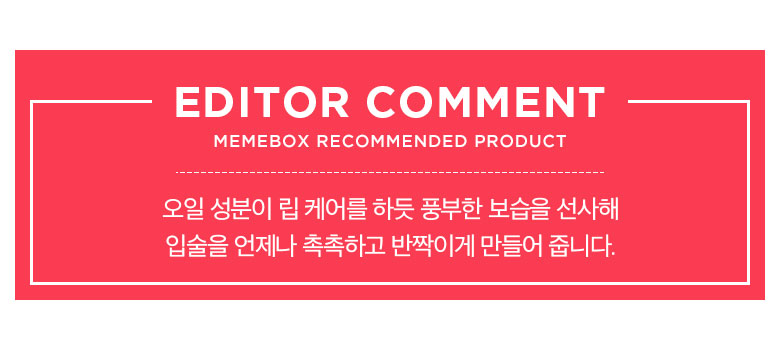 EDITOR COMMENT
MEMEBOX RECOMMENDED PRODUCT
오일 성분이 립 케어를 하듯 풍부한 보습을 선사해
입술을 언제나 촉촉하고 반짝이게 만들어 줍니다.